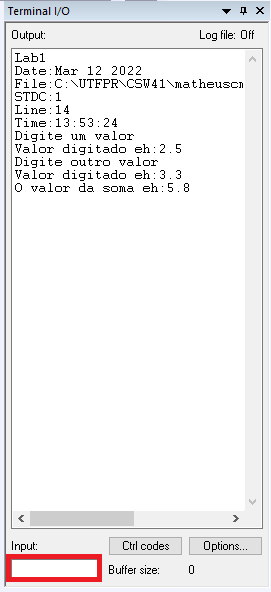 Terminal I/O
Output: Log file: Off
Lab1
Date:Mar 12 2022
File:C:\UTFPR\CSW41\matheuscm
STDC:1
Line:14
Time:13:53:24
Digite um valor
Valor digitado eh:2.5
Digite outro valor
Valor digitado eh:3.3
O valor da soma eh:5.8
Input: Ctrl codes Options...
Buffer size: 0